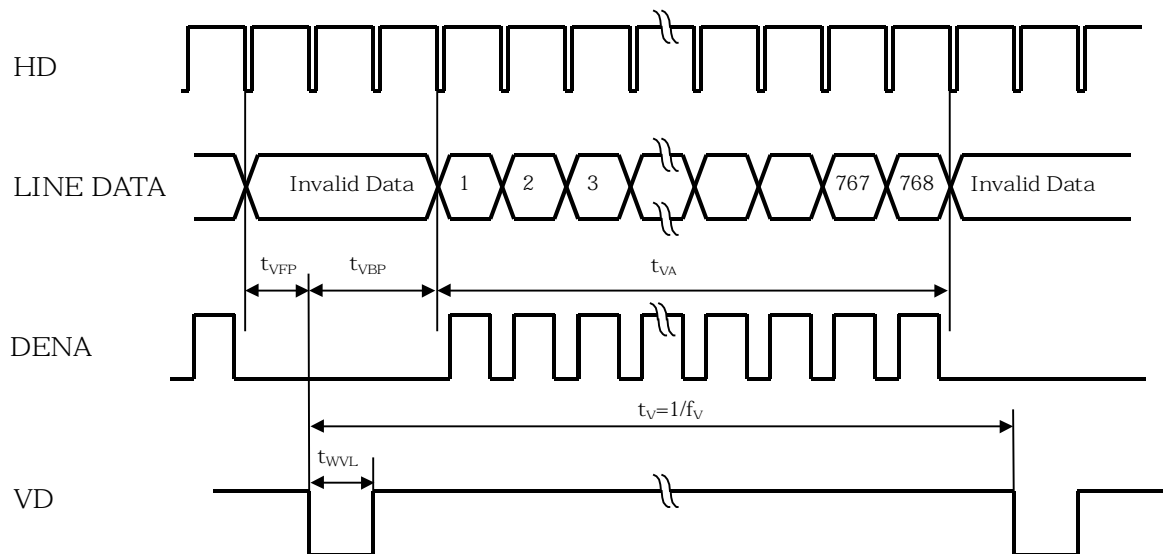 HD
LINE DATA
Invalid Data
1
2
3
767
768
Invalid Data
tVFP
tVBP
tVA
DENA
tV=1/fV
tWVL
VD